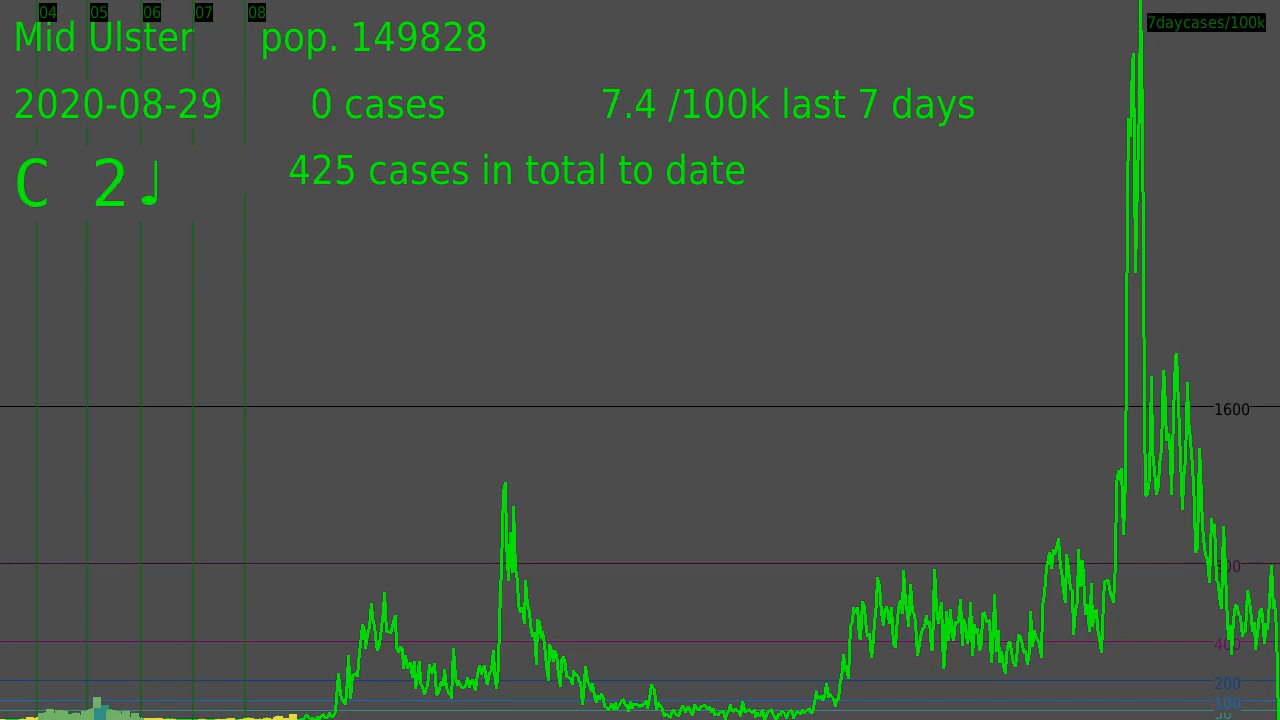 04 05 06 07 08
7daycases/100k
Mid Ulster pop. 149828
2020-08-29 0 cases 7.4 /100k last 7 days
C 2♩ 425 cases in total to date
1600
400
200
100
50